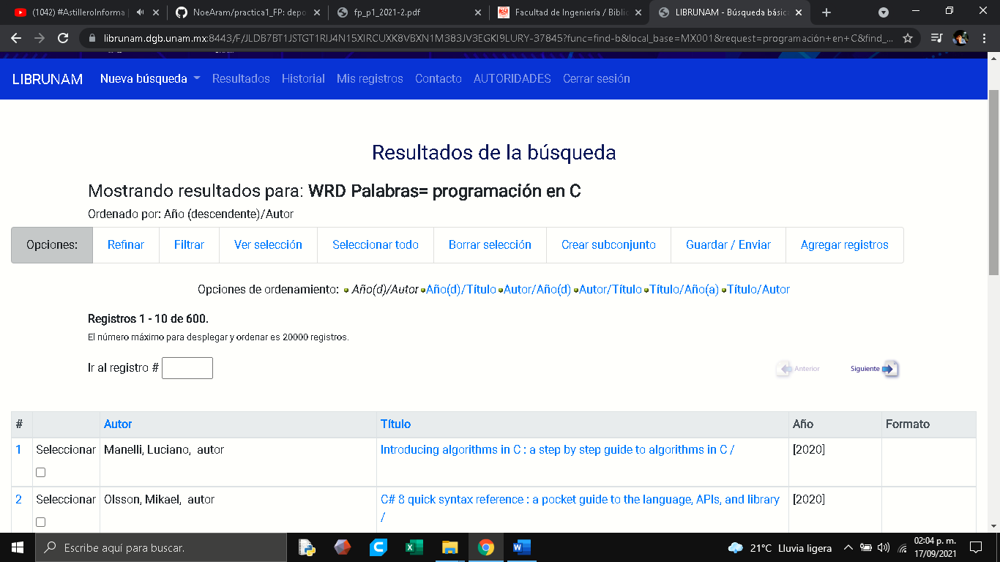 (1042) #AstilleroInforma
NoeAram/practica1_FP: depo
fp_p1_2021-2.pdf
Facultad de Ingeniería / Biblio
LIBRUNAM - Búsqueda básica
librunam.dgb.unam.mx:8443/F/JLDB7BT1JSTGT1RIJ4N15XIRCUXK8VBXN1M383JV3EGKI9LURY-37845?func=find-b&local_base=MX001&request=programación+en+C&find_...
LIBRUNAM Nueva búsqueda Resultados Historial Mis registros Contacto AUTORIDADES Cerrar sesión
Resultados de la búsqueda
Mostrando resultados para: WRD Palabras= programación en C
Ordenado por: Año (descendente)/Autor
Opciones: Refinar Filtrar Ver selección Seleccionar todo Borrar selección Crear subconjunto Guardar / Enviar Agregar registros
Opciones de ordenamiento: Año(d)/Autor Año(d)/Título Autor/Año(d) Autor/Título Título/Año(a) Título/Autor
Registros 1 - 10 de 600.
El número máximo para desplegar y ordenar es 20000 registros.
Ir al registro # Anterior Siguiente
# Autor Título Año Formato
1 Seleccionar Manelli, Luciano, autor Introducing algorithms in C : a step by step guide to algorithms in C / [2020]
2 Seleccionar Olsson, Mikael, autor C# 8 quick syntax reference : a pocket guide to the language, APIs, and library [2020]
/
Escribe aquí para buscar.
21°C Lluvia ligera
02:04 p. m.
17/09/2021